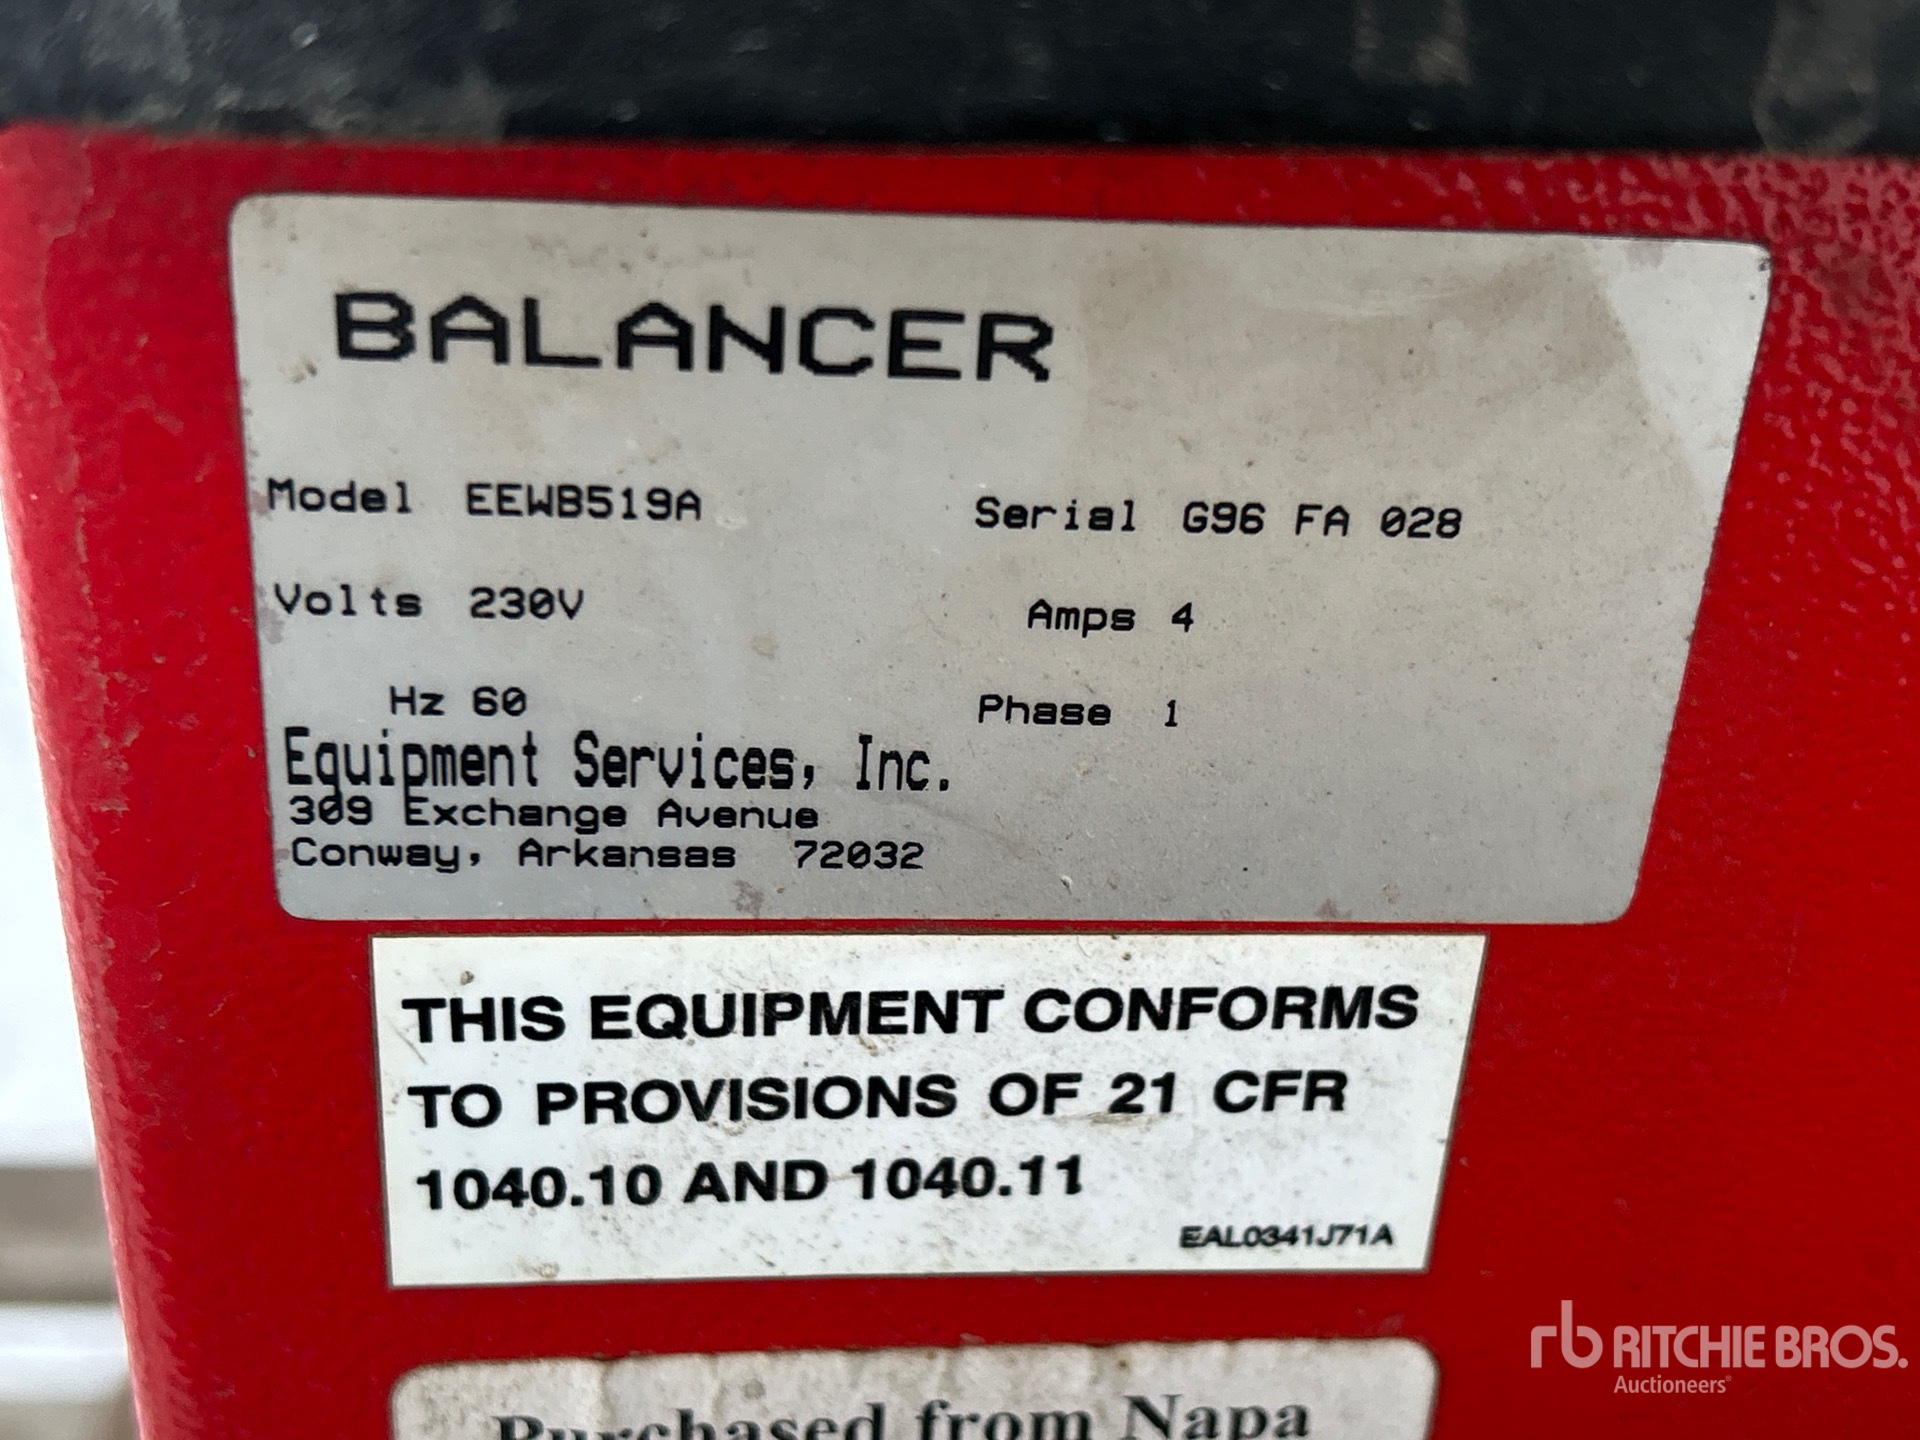 BALANCER
Model EEWB519A Serial G96 FA 028
Volts 230V Amps 4
Hz 60 Phase 1
Equipment Services, Inc.
309 Exchange Avenue
Conway, Arkansas 72032
THIS EQUIPMENT CONFORMS
TO PROVISIONS OF 21 CFR
1040.10 AND 1040.11
EAL0341J71A
Purchased from Napa
rb RITCHIE BROS.
Auctioneers